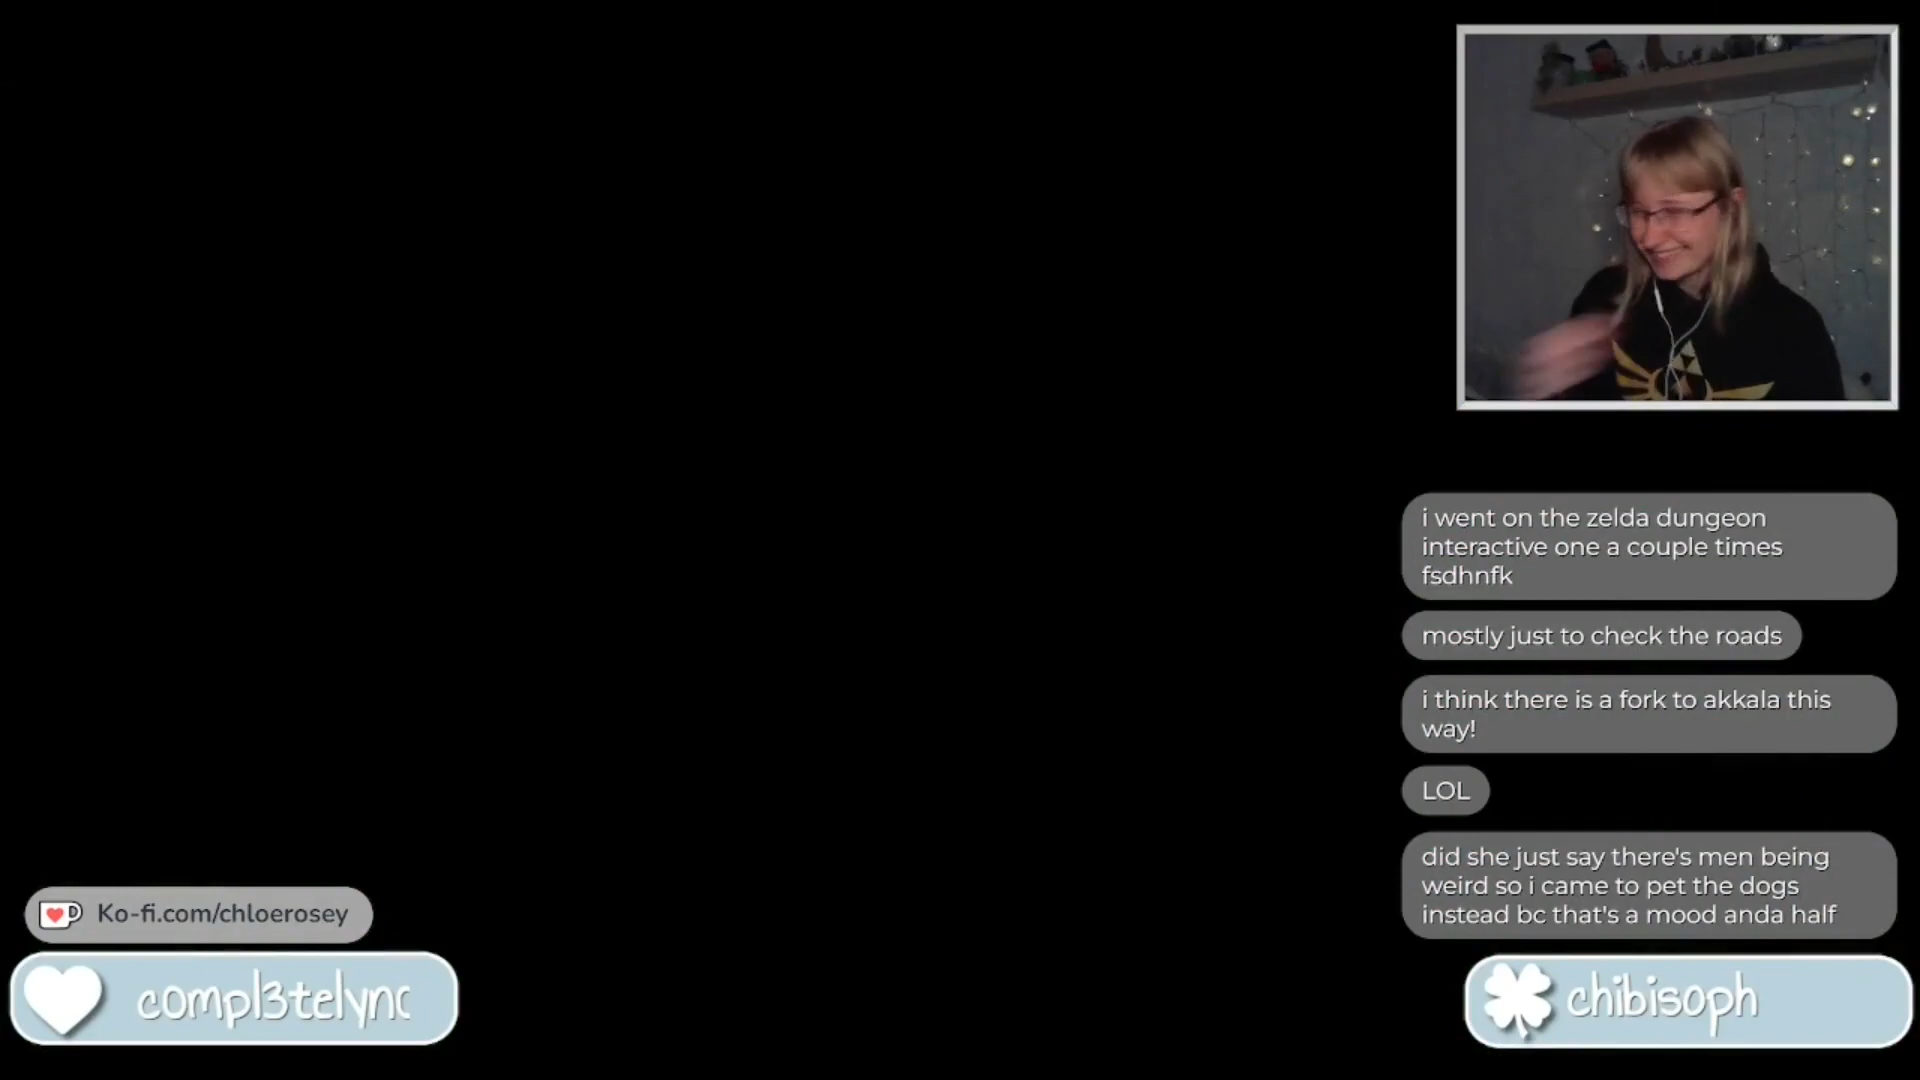 i went on the zelda dungeon
interactive one a couple times
fsdhnfk
mostly just to check the roads
i think there is a fork to akkala this
way!
LOL
did she just say there's men being
weird so i came to pet the dogs
instead bc that's a mood anda half
Ko-fi.com/chloerosey
compl3telync
chibisoph